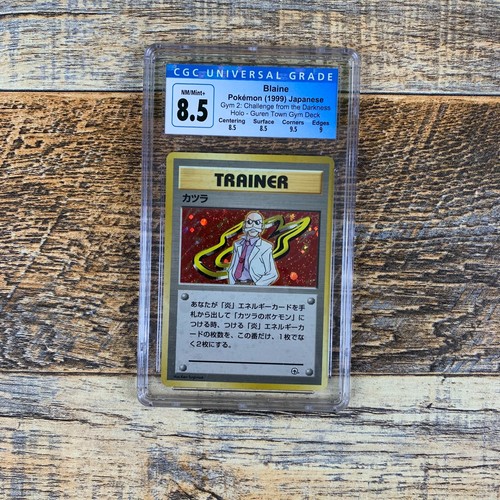 CGC UNIVERSAL GRADE
NM/Mint+
8.5
Blaine
Pokémon (1999) Japanese
Gym 2: Challenge from the Darkness
Holo - Guren Town Gym Deck
Centering Surface Corners Edges
8.5 8.5 9.5 9
TRAINER
カツラ
あなたが「炎」エネルギーカードを手
札から出して「カツラのポケモン」に
つける時、つける「炎」エネルギーカー
ドの枚数を、この番だけ、1枚でな
く2枚にする。